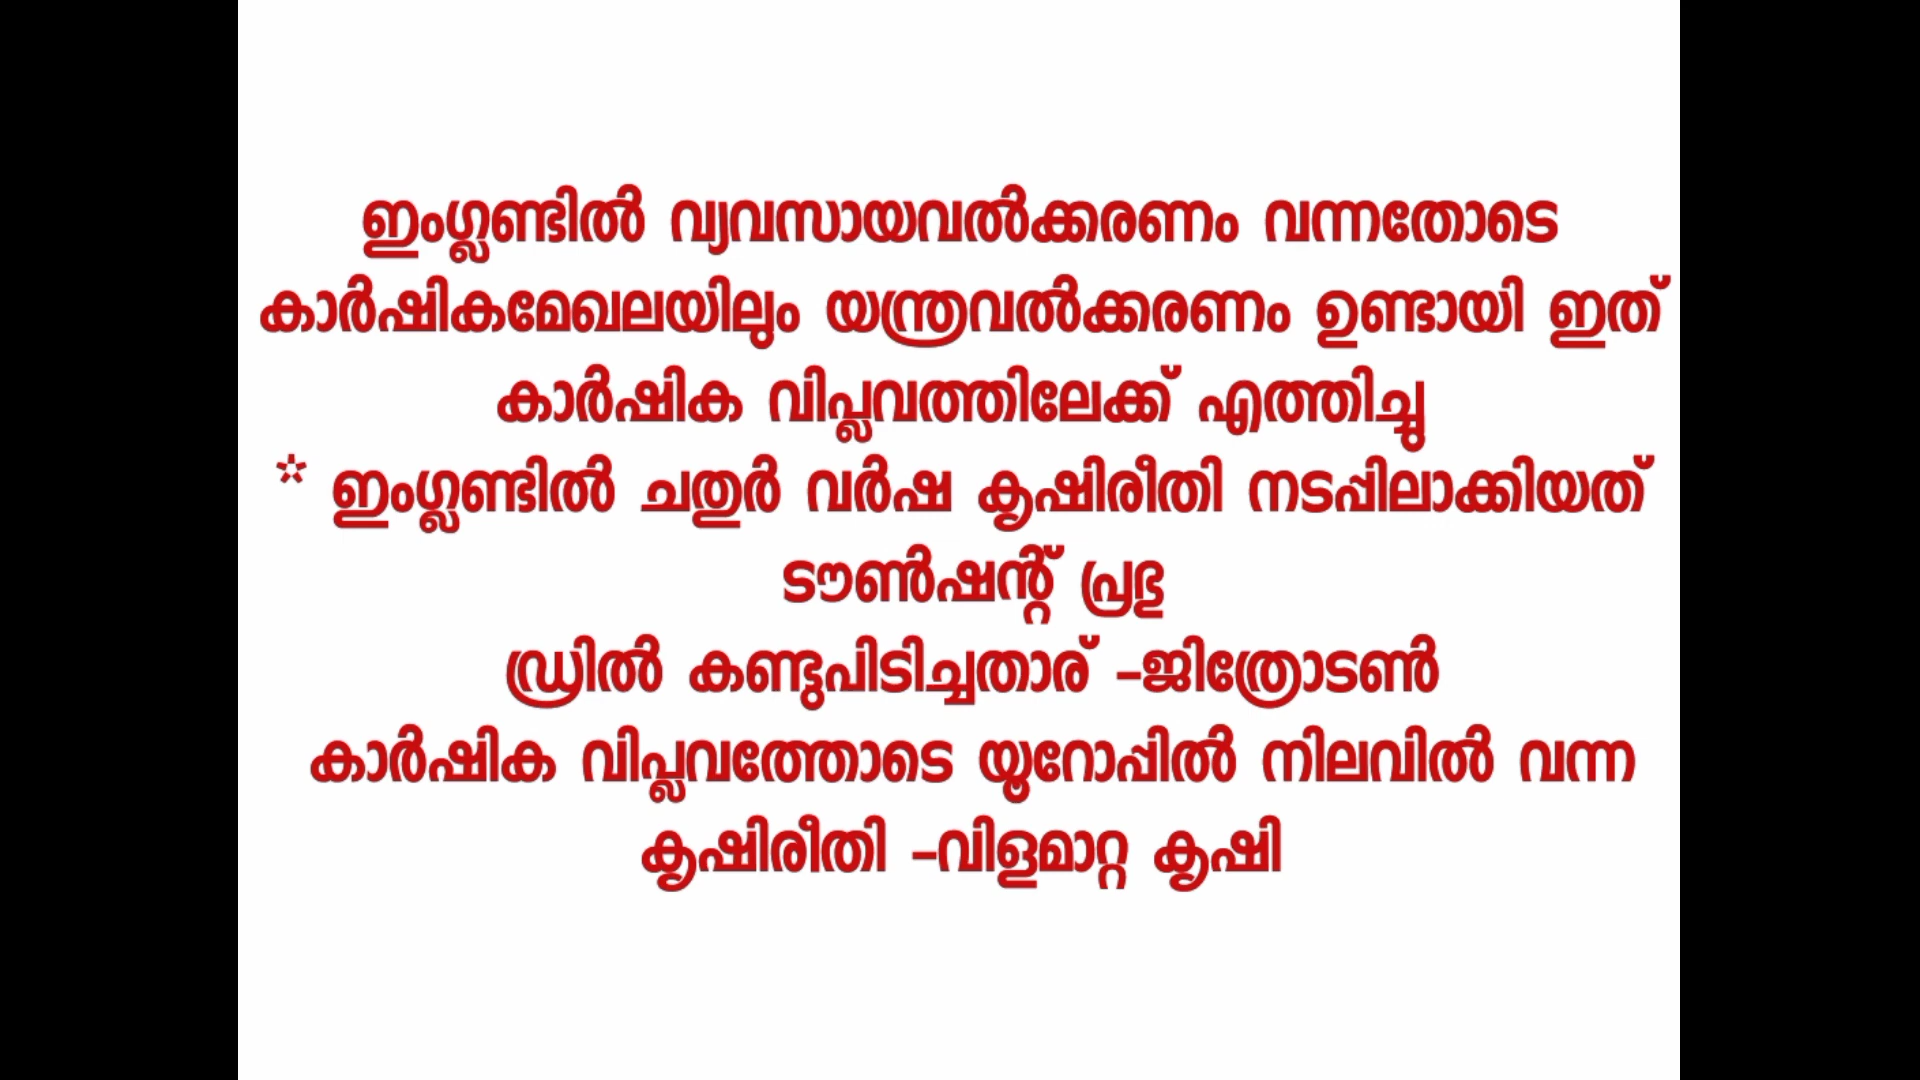 ഇംഗ്ലണ്ടിൽ വ്യവസായവൽക്കരണം വന്നതോടെ
കാർഷികമേഖലയിലും യന്ത്രവൽക്കരണം ഉണ്ടായി ഇത്
കാർഷിക വിപ്ലവത്തിലേക്ക് എത്തിച്ചു
* ഇംഗ്ലണ്ടിൽ ചതുർ വർഷ കൃഷിരീതി നടപ്പിലാക്കിയത്
ടൗൺഷന്റ് പ്രഭു
ഡ്രിൽ കണ്ടുപിടിച്ചതാര് -ജിത്രോടൺ
കാർഷിക വിപ്ലവത്തോടെ യൂറോപ്പിൽ നിലവിൽ വന്ന
കൃഷിരീതി -വിളമാറ്റ കൃഷി